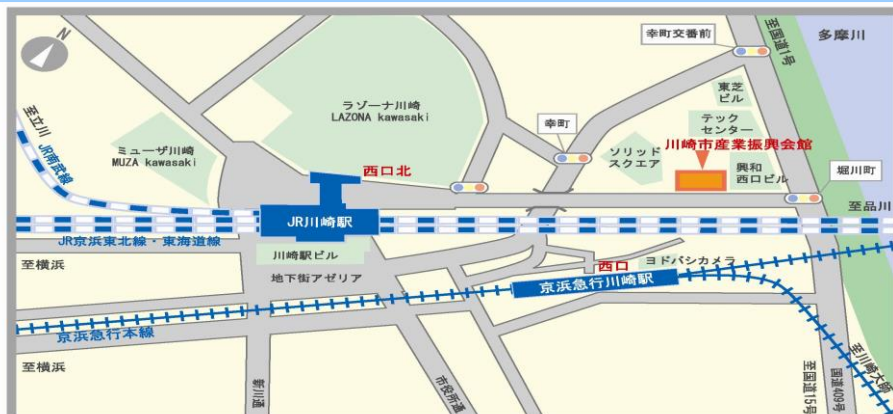 N
至立川
JR南武線
ミューザ川崎
MUZA kawasaki
ラゾーナ川崎
LAZONA kawasaki
西口北
JR川崎駅
幸町
幸町交番前
至国道1号
多摩川
東芝
ビル
テック
センター
川崎市産業振興会館
ソリッド
スクエア
興和
西口ビル
堀川町
至品川
JR京浜東北線・東海道線
至横浜
川崎駅ビル
地下街アゼリア
西口
ヨドバシカメラ
京浜急行川崎駅
京浜急行本線
至横浜
新川通
市役所通
至国道15号
国道409号
至川崎大師